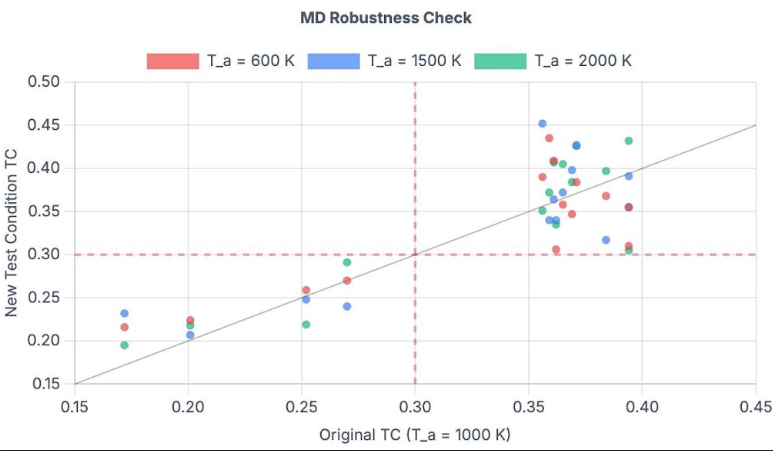 MD Robustness Check
T_a = 600 K T_a = 1500 K T_a = 2000 K
0.50
0.45
0.40
0.35
0.30
0.25
0.20
0.15
New Test Condition TC
0.15 0.20 0.25 0.30 0.35 0.40 0.45
Original TC (T_a = 1000 K)